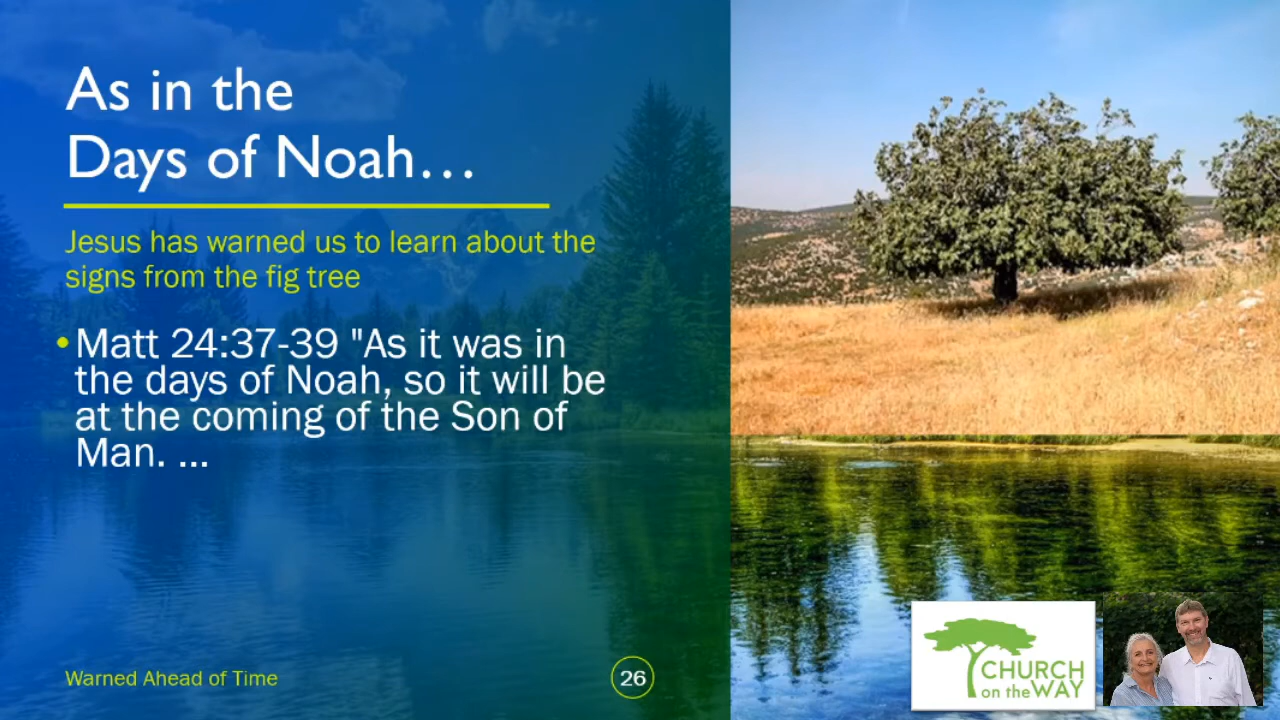 As in the
Days of Noah…
Jesus has warned us to learn about the
signs from the fig tree
• Matt 24:37-39 "As it was in
the days of Noah, so it will be
at the coming of the Son of
Man. ...
Warned Ahead of Time
26
CHURCH
on the WAY